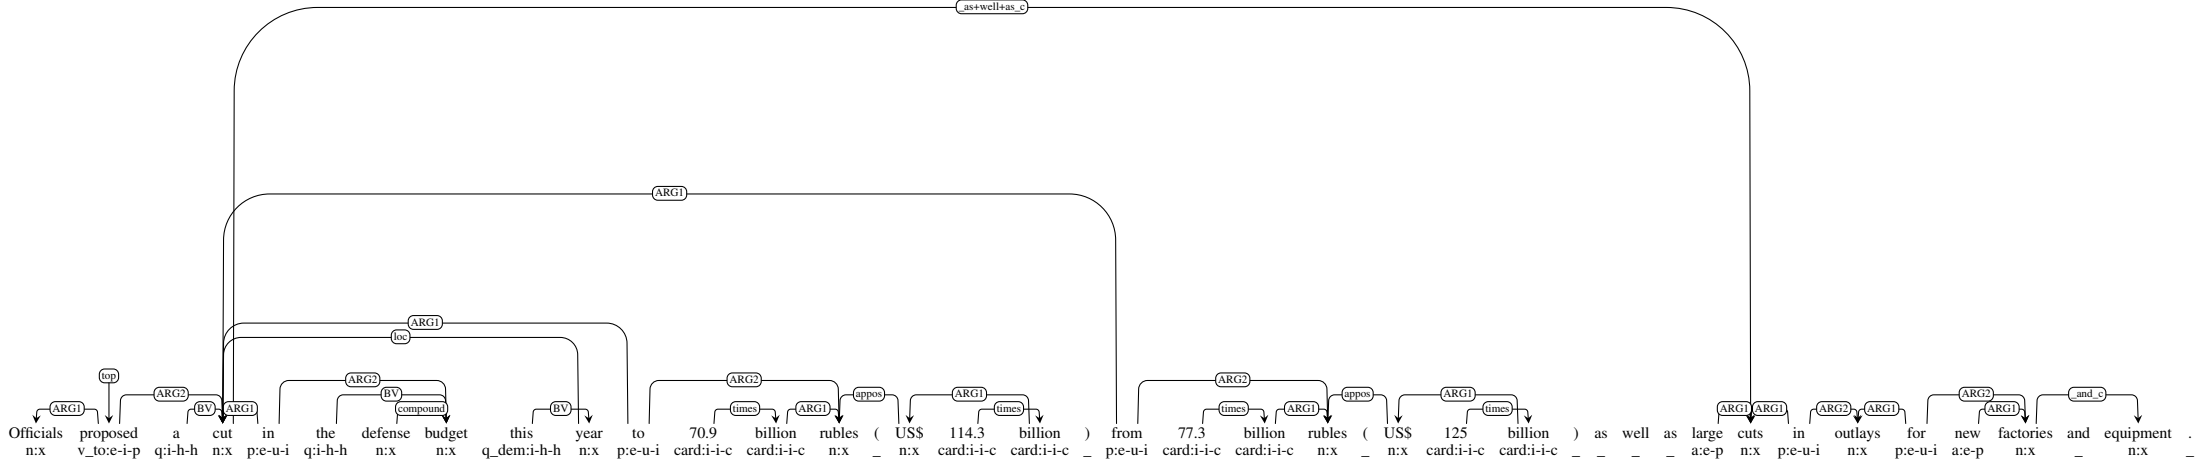 _as+well+as_c
ARG1
ARG1
loc
top
ARG2 ARG2 ARG2 ARG2
ARG2 BV appos ARG1 appos ARG1 ARG2 _and_c
ARG1 BV ARG1 compound BV times ARG1 times times ARG1 times ARG1 ARG1 ARG2 ARG1 ARG1
Officials proposed a cut in the defense budget this year to 70.9 billion rubles ( US$ 114.3 billion ) from 77.3 billion rubles ( US$ 125 billion ) as well as large cuts in outlays for new factories and equipment .
n:x v_to:e-i-p q:i-h-h n:x p:e-u-i q:i-h-h n:x n:x q_dem:i-h-h n:x p:e-u-i card:i-i-c card:i-i-c n:x _ n:x card:i-i-c card:i-i-c _ p:e-u-i card:i-i-c card:i-i-c n:x _ n:x card:i-i-c card:i-i-c _ _ _ _ a:e-p n:x p:e-u-i n:x p:e-u-i a:e-p n:x _ n:x _